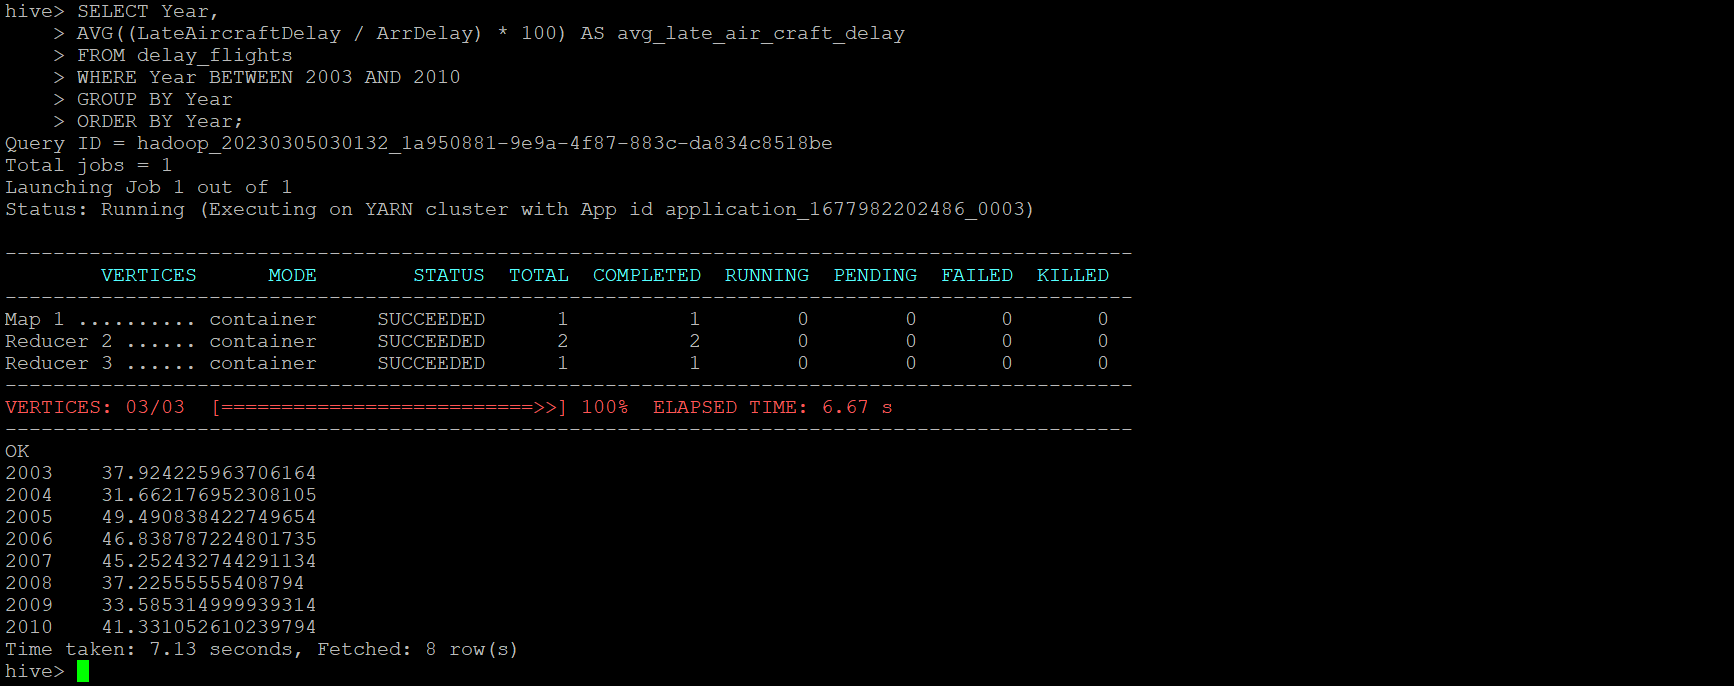 hive> SELECT Year,
    > AVG((LateAircraftDelay / ArrDelay) * 100) AS avg_late_air_craft_delay
    > FROM delay_flights
    > WHERE Year BETWEEN 2003 AND 2010
    > GROUP BY Year
    > ORDER BY Year;
Query ID = hadoop_20230305030132_1a950881-9e9a-4f87-883c-da834c8518be
Total jobs = 1
Launching Job 1 out of 1
Status: Running (Executing on YARN cluster with App id application_1677982202486_0003)
----------------------------------------------------------------------------------------------
        VERTICES      MODE        STATUS  TOTAL  COMPLETED  RUNNING  PENDING  FAILED  KILLED
----------------------------------------------------------------------------------------------
Map 1 .......... container     SUCCEEDED      1          1        0        0       0       0
Reducer 2 ...... container     SUCCEEDED      2          2        0        0       0       0
Reducer 3 ...... container     SUCCEEDED      1          1        0        0       0       0
----------------------------------------------------------------------------------------------
VERTICES: 03/03  [==========================>>] 100%  ELAPSED TIME: 6.67 s
----------------------------------------------------------------------------------------------
OK
2003    37.924225963706164
2004    31.662176952308105
2005    49.490838422749654
2006    46.838787224801735
2007    45.252432744291134
2008    37.22555555408794
2009    33.585314999939314
2010    41.331052610239794
Time taken: 7.13 seconds, Fetched: 8 row(s)
hive>